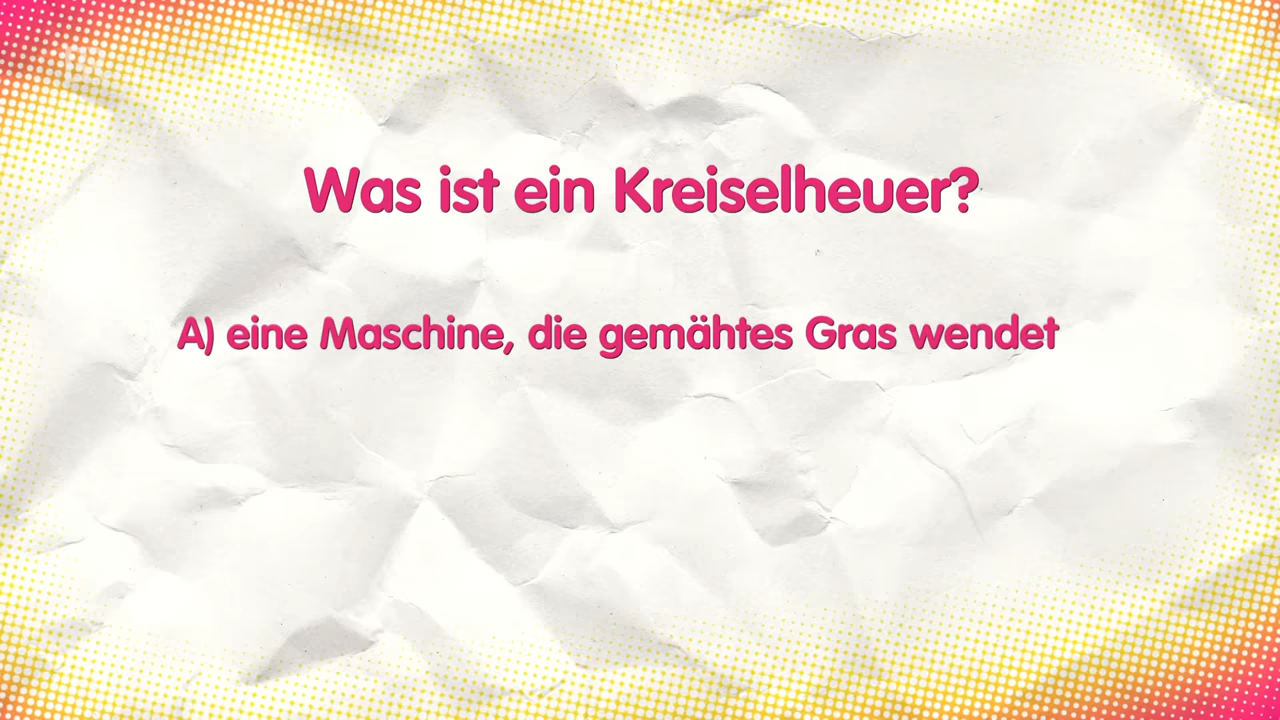 Was ist ein Kreiselheuer?
A) eine Maschine, die gemähtes Gras wendet